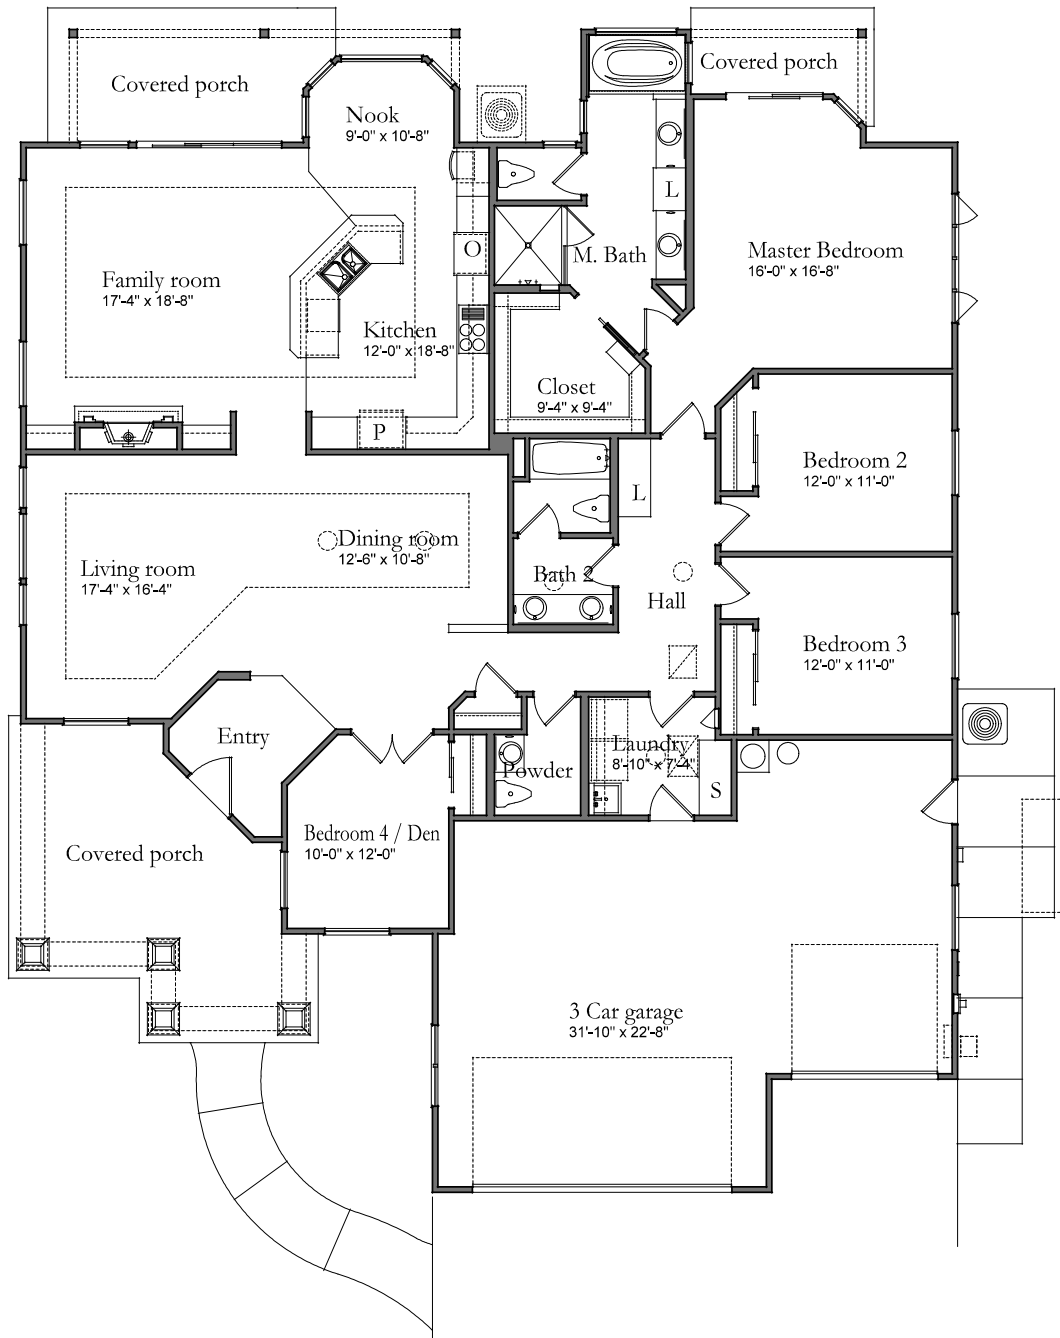 Covered porch
Nook
9'-0" x 10'-8"
Covered porch
L
M. Bath
O
Master Bedroom
16'-0" x 16'-8"
Family room
17'-4" x 18'-8"
Kitchen
12'-0" x 18'-8"
Closet
9'-4" x 9'-4"
P
Bedroom 2
12'-0" x 11'-0"
L
Dining room
12'-6" x 10'-8"
Living room
17'-4" x 16'-4"
Bath 2
Hall
Bedroom 3
12'-0" x 11'-0"
Entry
Laundry
8'-10" x 7'-4"
Powder
S
Bedroom 4 / Den
10'-0" x 12'-0"
Covered porch
3 Car garage
31'-10" x 22'-8"